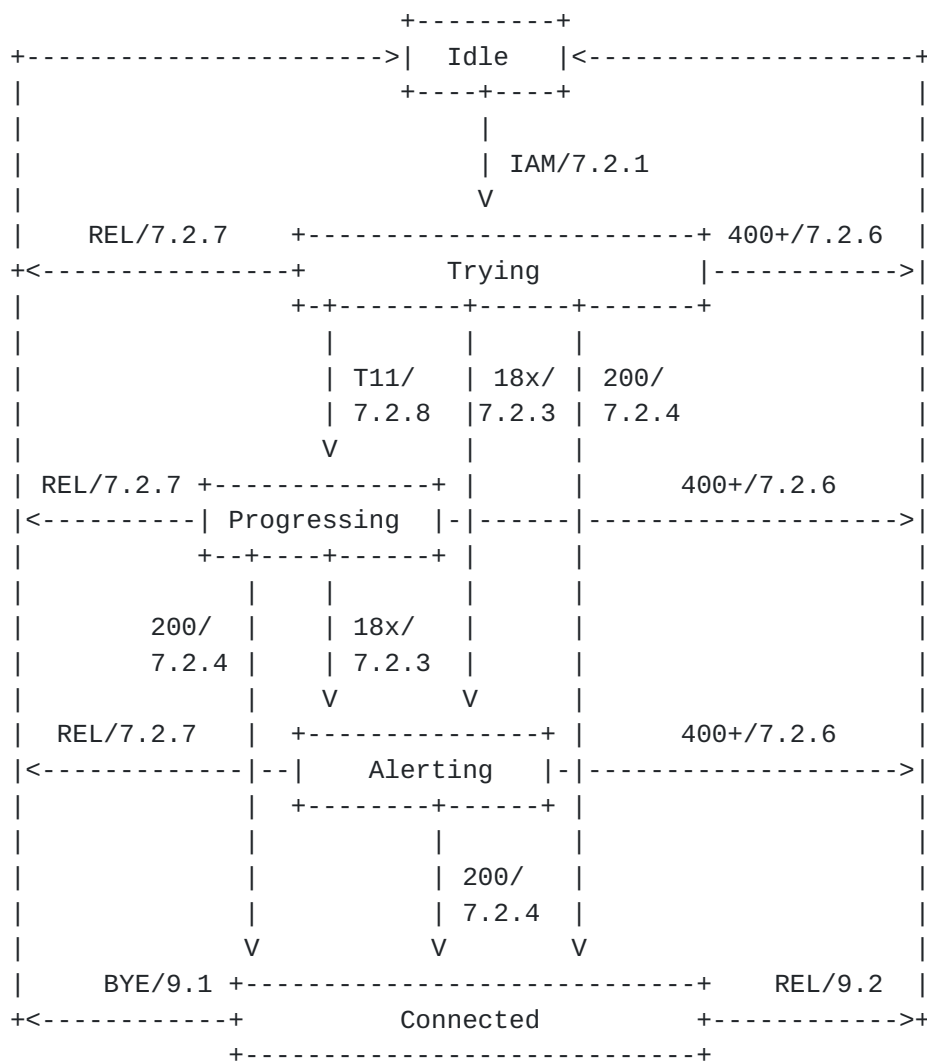 Idle
IAM/7.2.1
REL/7.2.7 400+/7.2.6
Trying
T11/ 18x/ 200/
7.2.8 7.2.3 7.2.4
V
REL/7.2.7 400+/7.2.6
Progressing
200/ 18x/
7.2.4 7.2.3
V V
REL/7.2.7 400+/7.2.6
Alerting
200/
7.2.4
V V V
BYE/9.1 REL/9.2
Connected